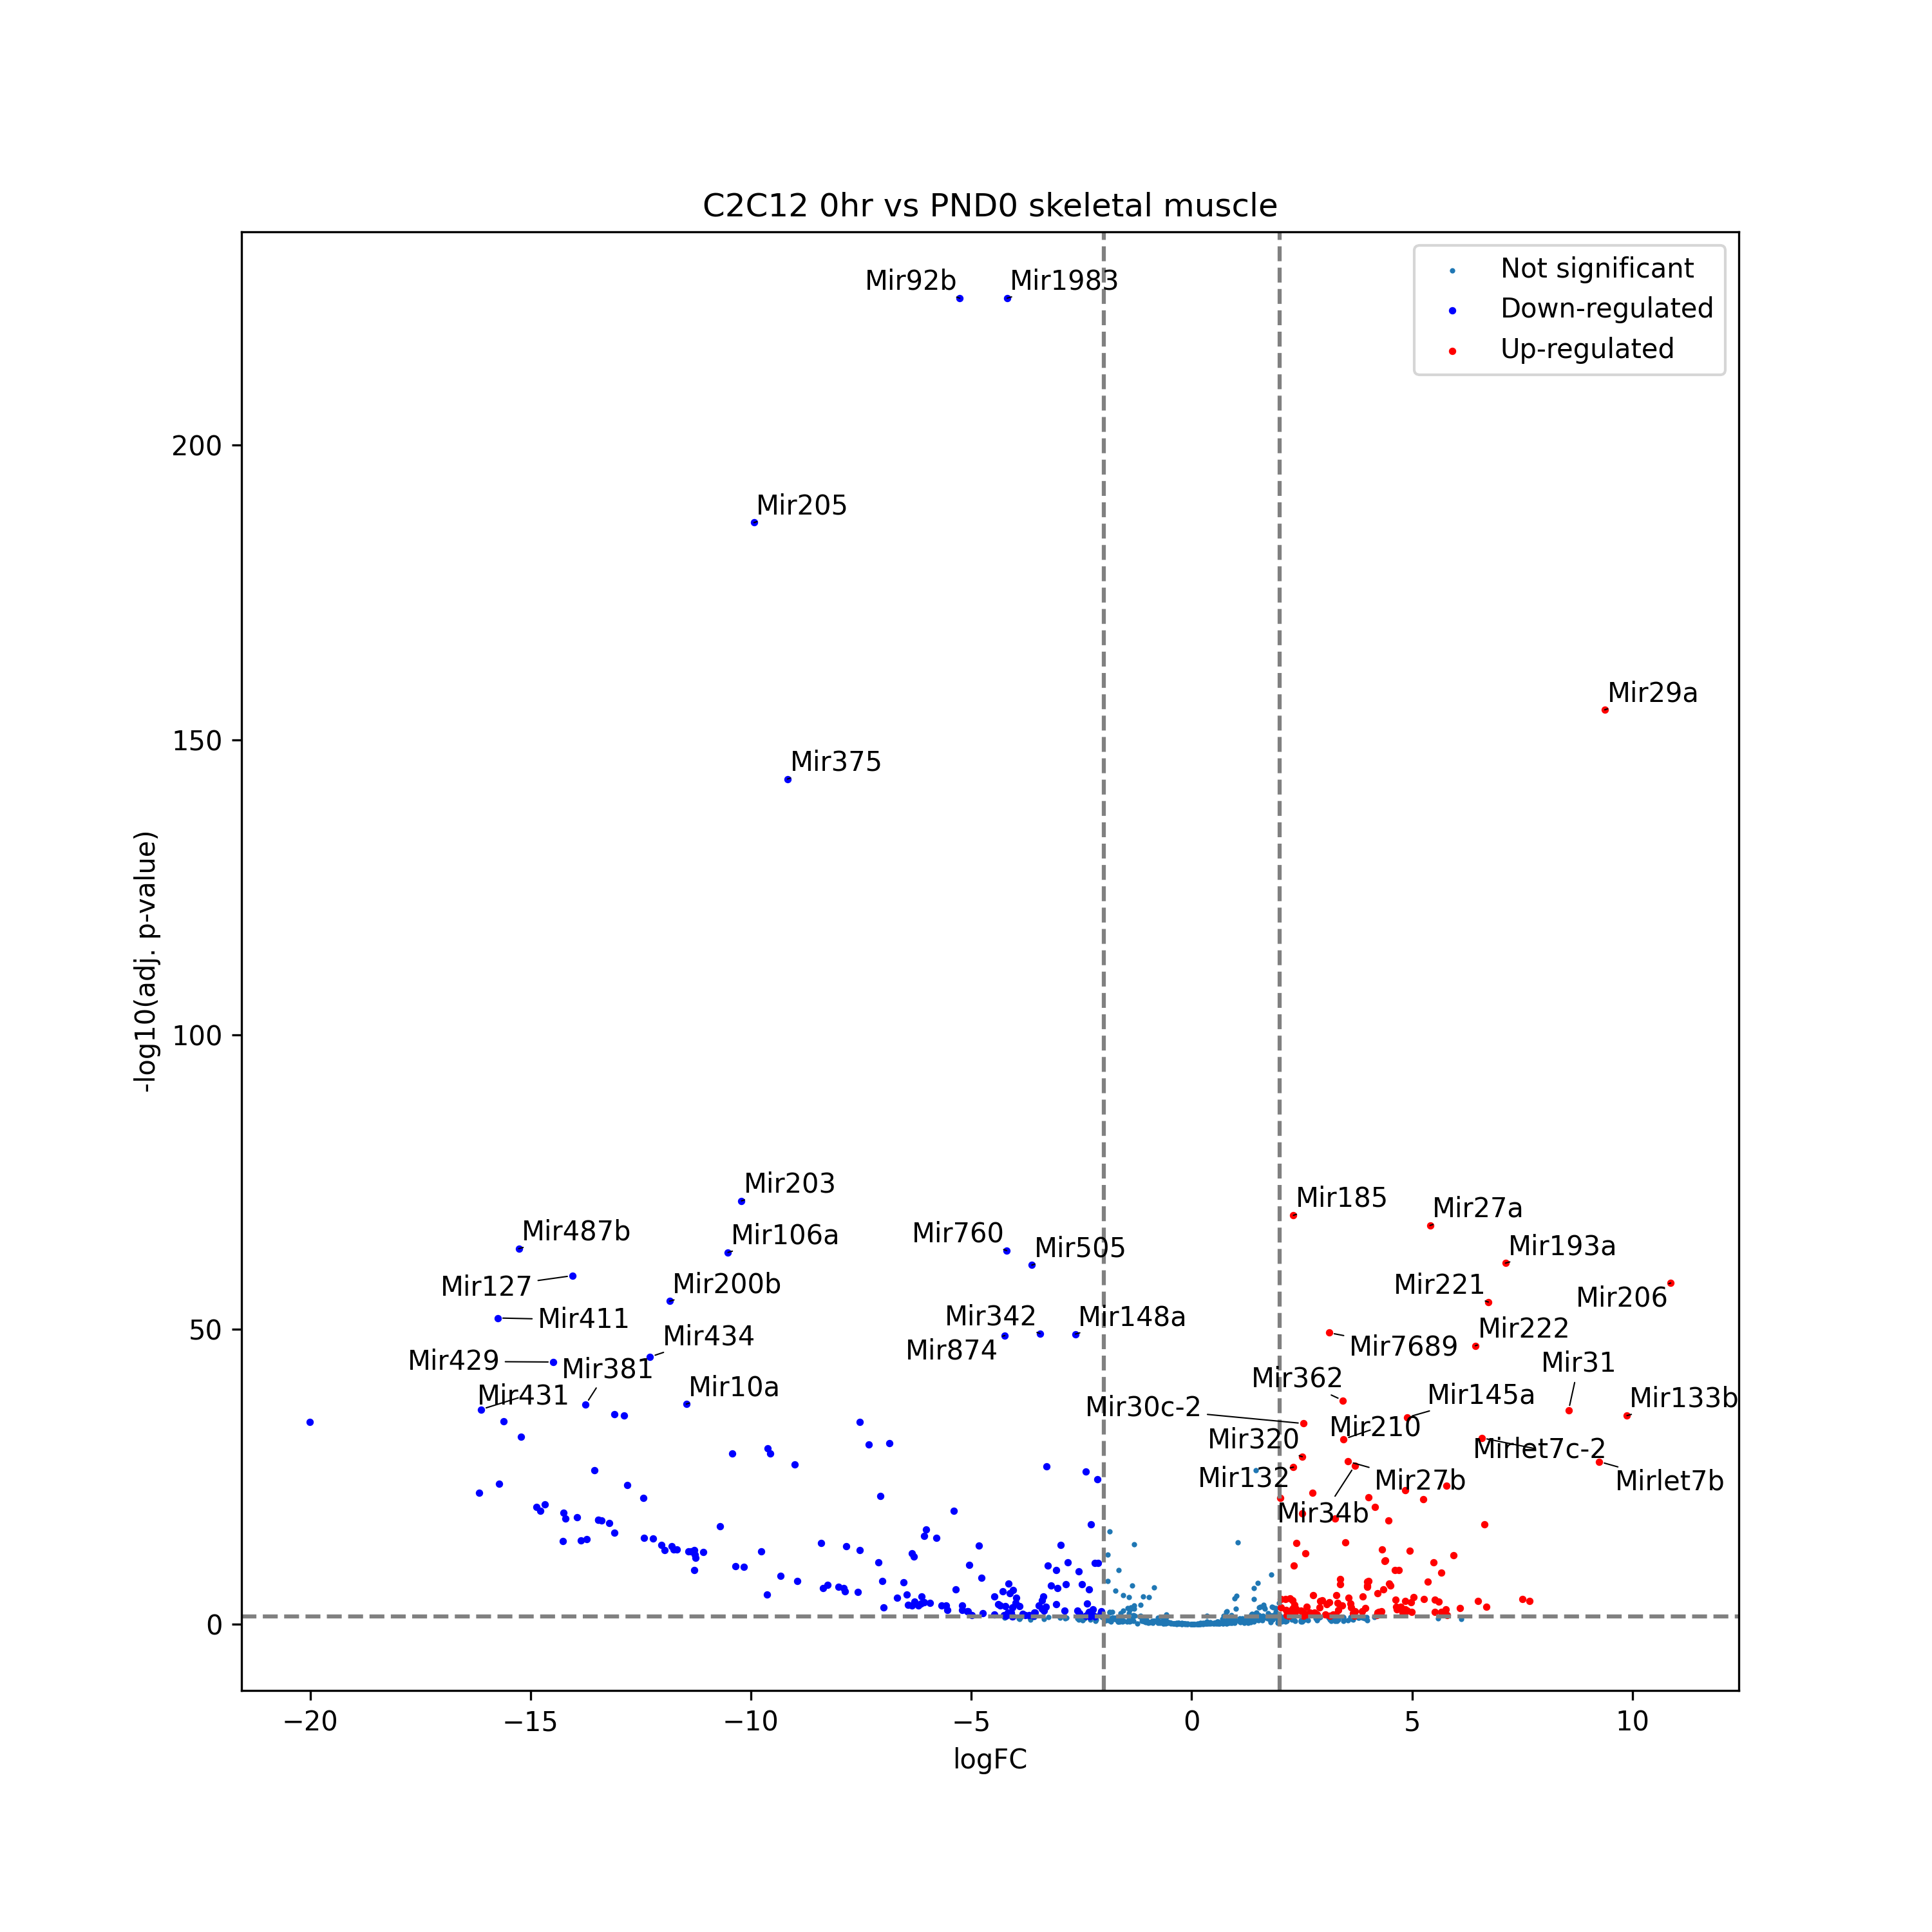 C2C12 0hr vs PND0 skeletal muscle
Not significant
Down-regulated
Up-regulated
Mir92b
Mir1983
200
Mir205
Mir29a
150
Mir375
-log10(adj. p-value)
100
Mir203
Mir185
Mir27a
Mir487b
Mir106a
Mir760
Mir505
Mir193a
Mir127
Mir200b
Mir221
Mir206
Mir411
Mir342
Mir148a
50
Mir434
Mir874
Mir7689
Mir222
Mir429
Mir381
Mir362
Mir31
Mir431
Mir10a
Mir30c-2
Mir145a
Mir133b
Mir320
Mir210
Mirlet7c-2
Mir132
Mir27b
Mirlet7b
Mir34b
0
−20
−15
−10
−5
0
5
10
logFC